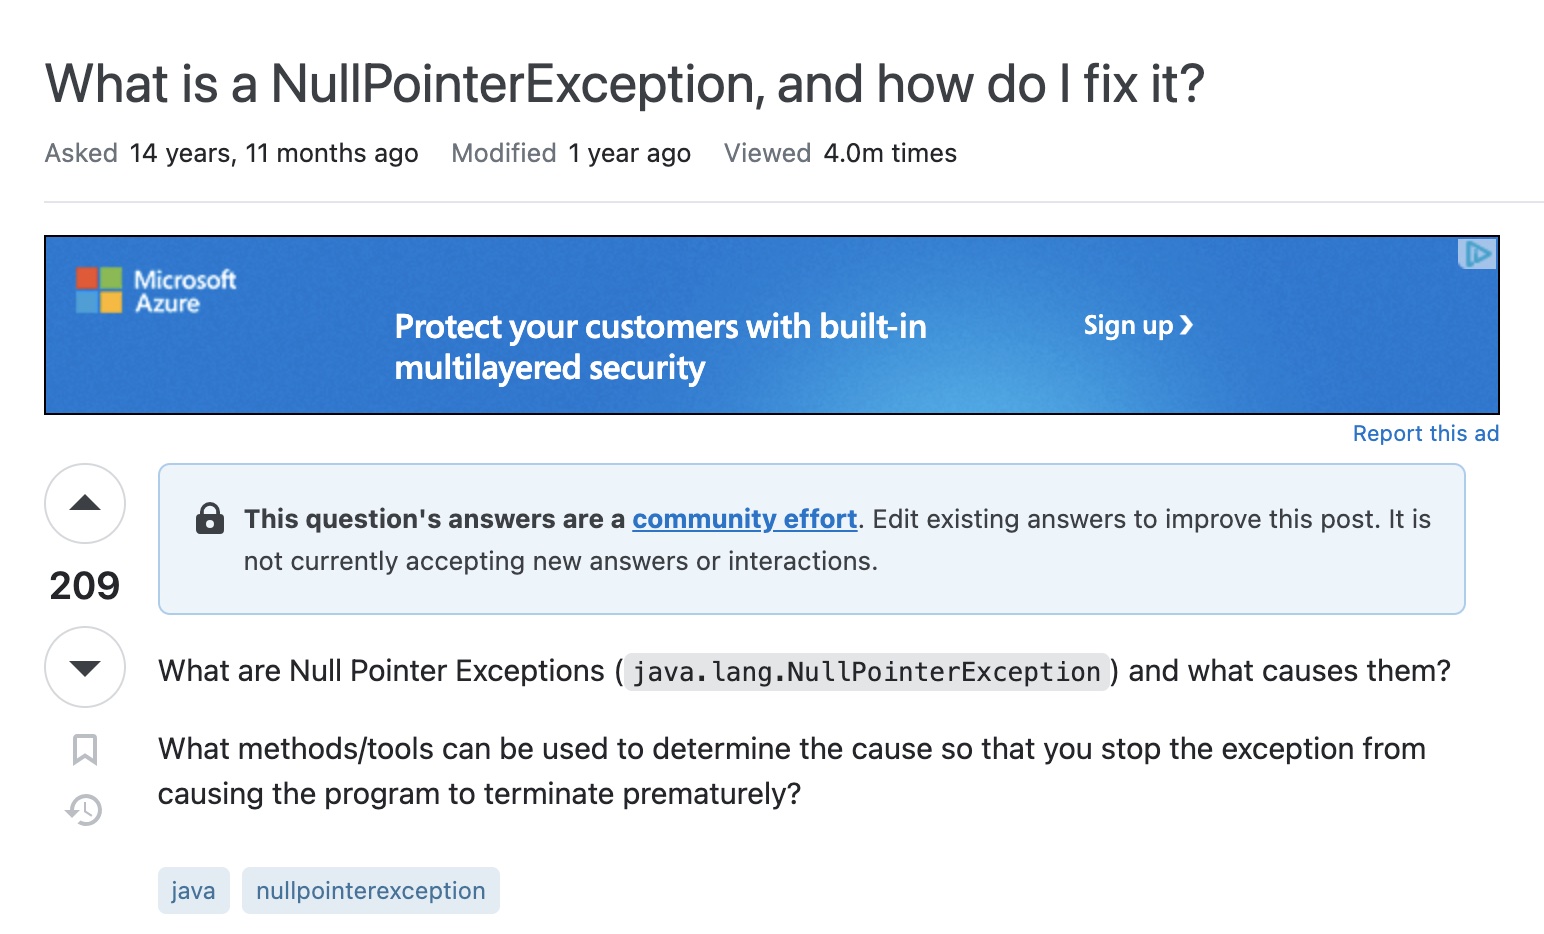 What is a NullPointerException, and how do I fix it?
Asked 14 years, 11 months ago Modified 1 year ago Viewed 4.0m times
Microsoft
Azure
Protect your customers with built-in
multilayered security
Sign up ❯
Report this ad
This question's answers are a community effort. Edit existing answers to improve this post. It is
not currently accepting new answers or interactions.
209
What are Null Pointer Exceptions (java.lang.NullPointerException) and what causes them?
What methods/tools can be used to determine the cause so that you stop the exception from
causing the program to terminate prematurely?
java nullpointerexception